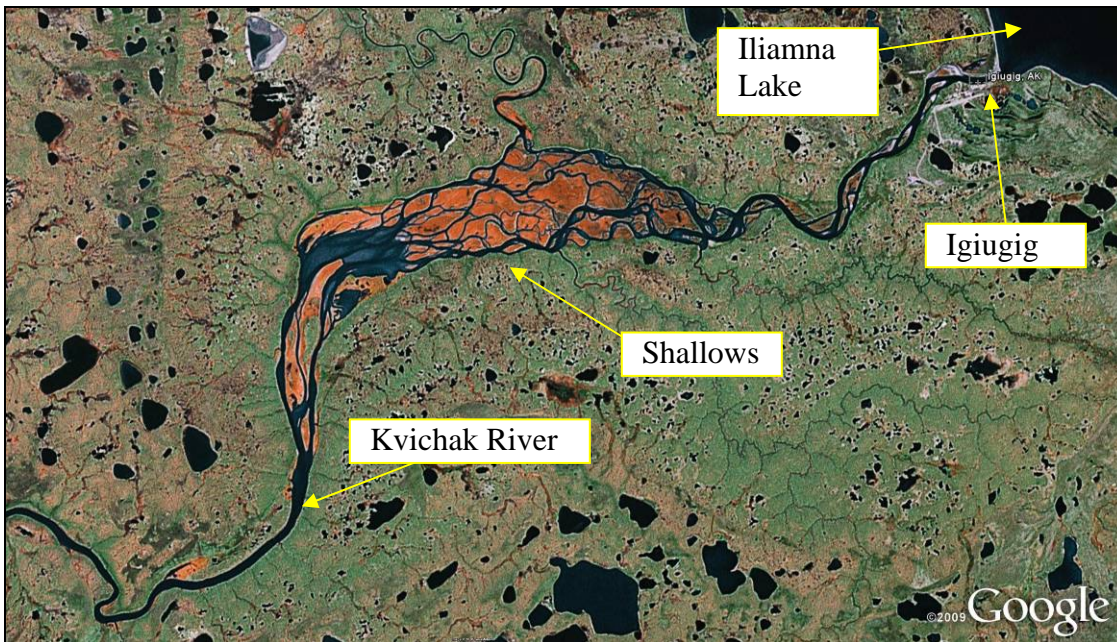 Iliamna
Lake
Igiugig, AK
Igiugig
Shallows
Kvichak River
©2009 Google